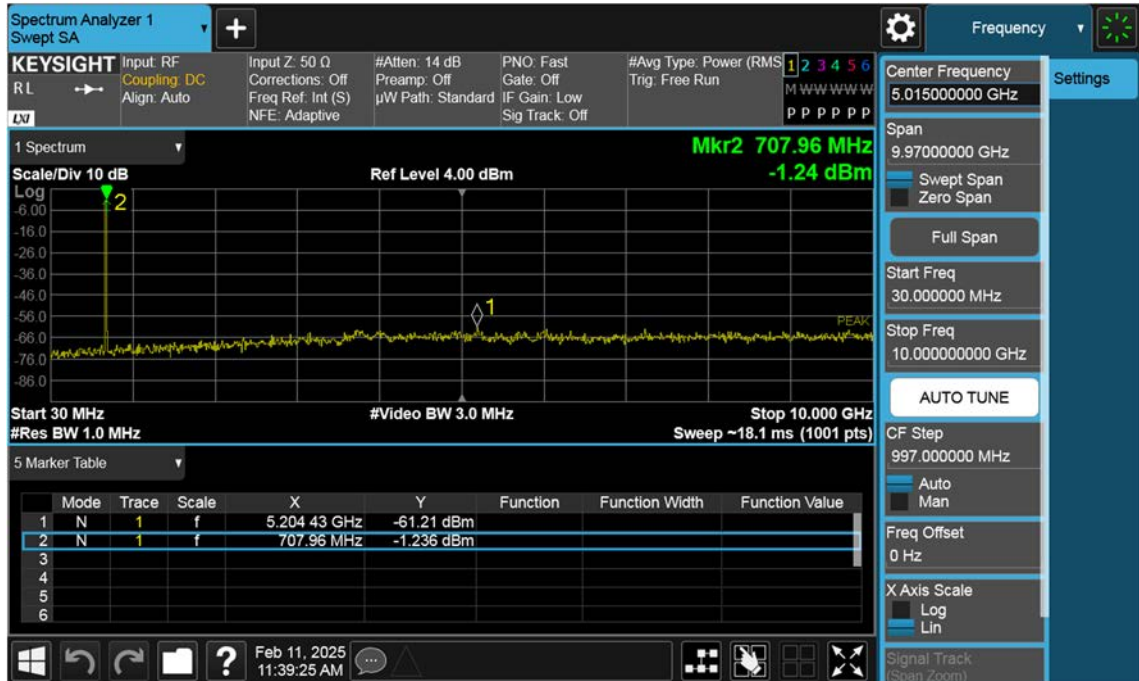 Spectrum Analyzer 1
Swept SA
+
Frequency
KEYSIGHT
RL
LXI
Input: RF
Coupling: DC
Align: Auto
Input Z: 50 Ω
Corrections: Off
Freq Ref: Int (S)
NFE: Adaptive
#Atten: 14 dB
Preamp: Off
µW Path: Standard
PNO: Fast
Gate: Off
IF Gain: Low
Sig Track: Off
#Avg Type: Power (RMS
Trig: Free Run
1 2 3 4 5 6
M W W W W W
P P P P P P
1 Spectrum
Mkr2 707.96 MHz
-1.24 dBm
Scale/Div 10 dB
Ref Level 4.00 dBm
Log
-6.00
-16.0
-26.0
-36.0
-46.0
-56.0
-66.0
-76.0
-86.0
2
1
PEAK
Start 30 MHz
#Video BW 3.0 MHz
Stop 10.000 GHz
#Res BW 1.0 MHz
Sweep ~18.1 ms (1001 pts)
5 Marker Table
Mode Trace Scale X Y Function Function Width Function Value
1 N 1 f 5.204 43 GHz -61.21 dBm
2 N 1 f 707.96 MHz -1.236 dBm
3
4
5
6
?
Feb 11, 2025
11:39:25 AM
Center Frequency
5.015000000 GHz
Settings
Span
9.97000000 GHz
Swept Span
Zero Span
Full Span
Start Freq
30.000000 MHz
Stop Freq
10.000000000 GHz
AUTO TUNE
CF Step
997.000000 MHz
Auto
Man
Freq Offset
0 Hz
X Axis Scale
Log
Lin
Signal Track
(Span Zoom)